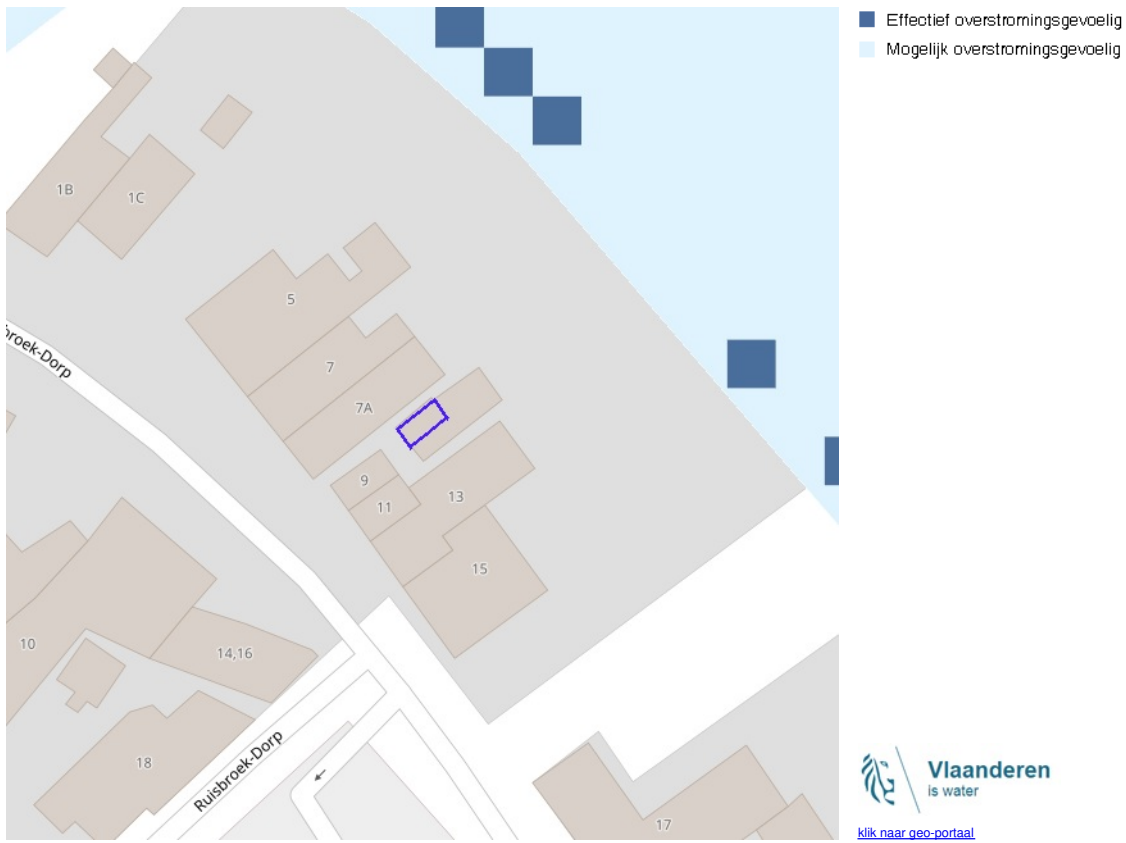 Effectief overstromingsgevoelig
Mogelijk overstromingsgevoelig
1B
1C
5
broek-Dorp
7
7A
9
11
13
15
10
14,16
18
Ruisbroek-Dorp
17
Vlaanderen
is water
klik naar geo-portaal